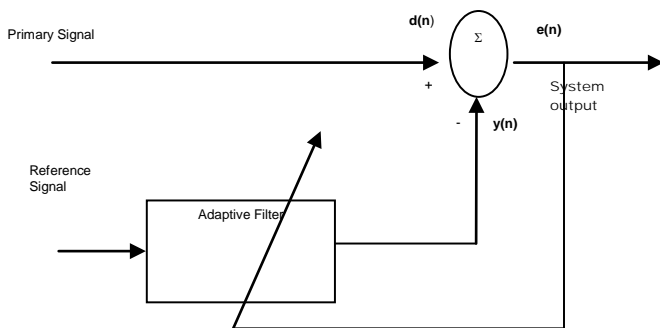 d(n)
Σ
e(n)
Primary Signal
+
System
output
-
y(n)
Reference
Signal
Adaptive Filter